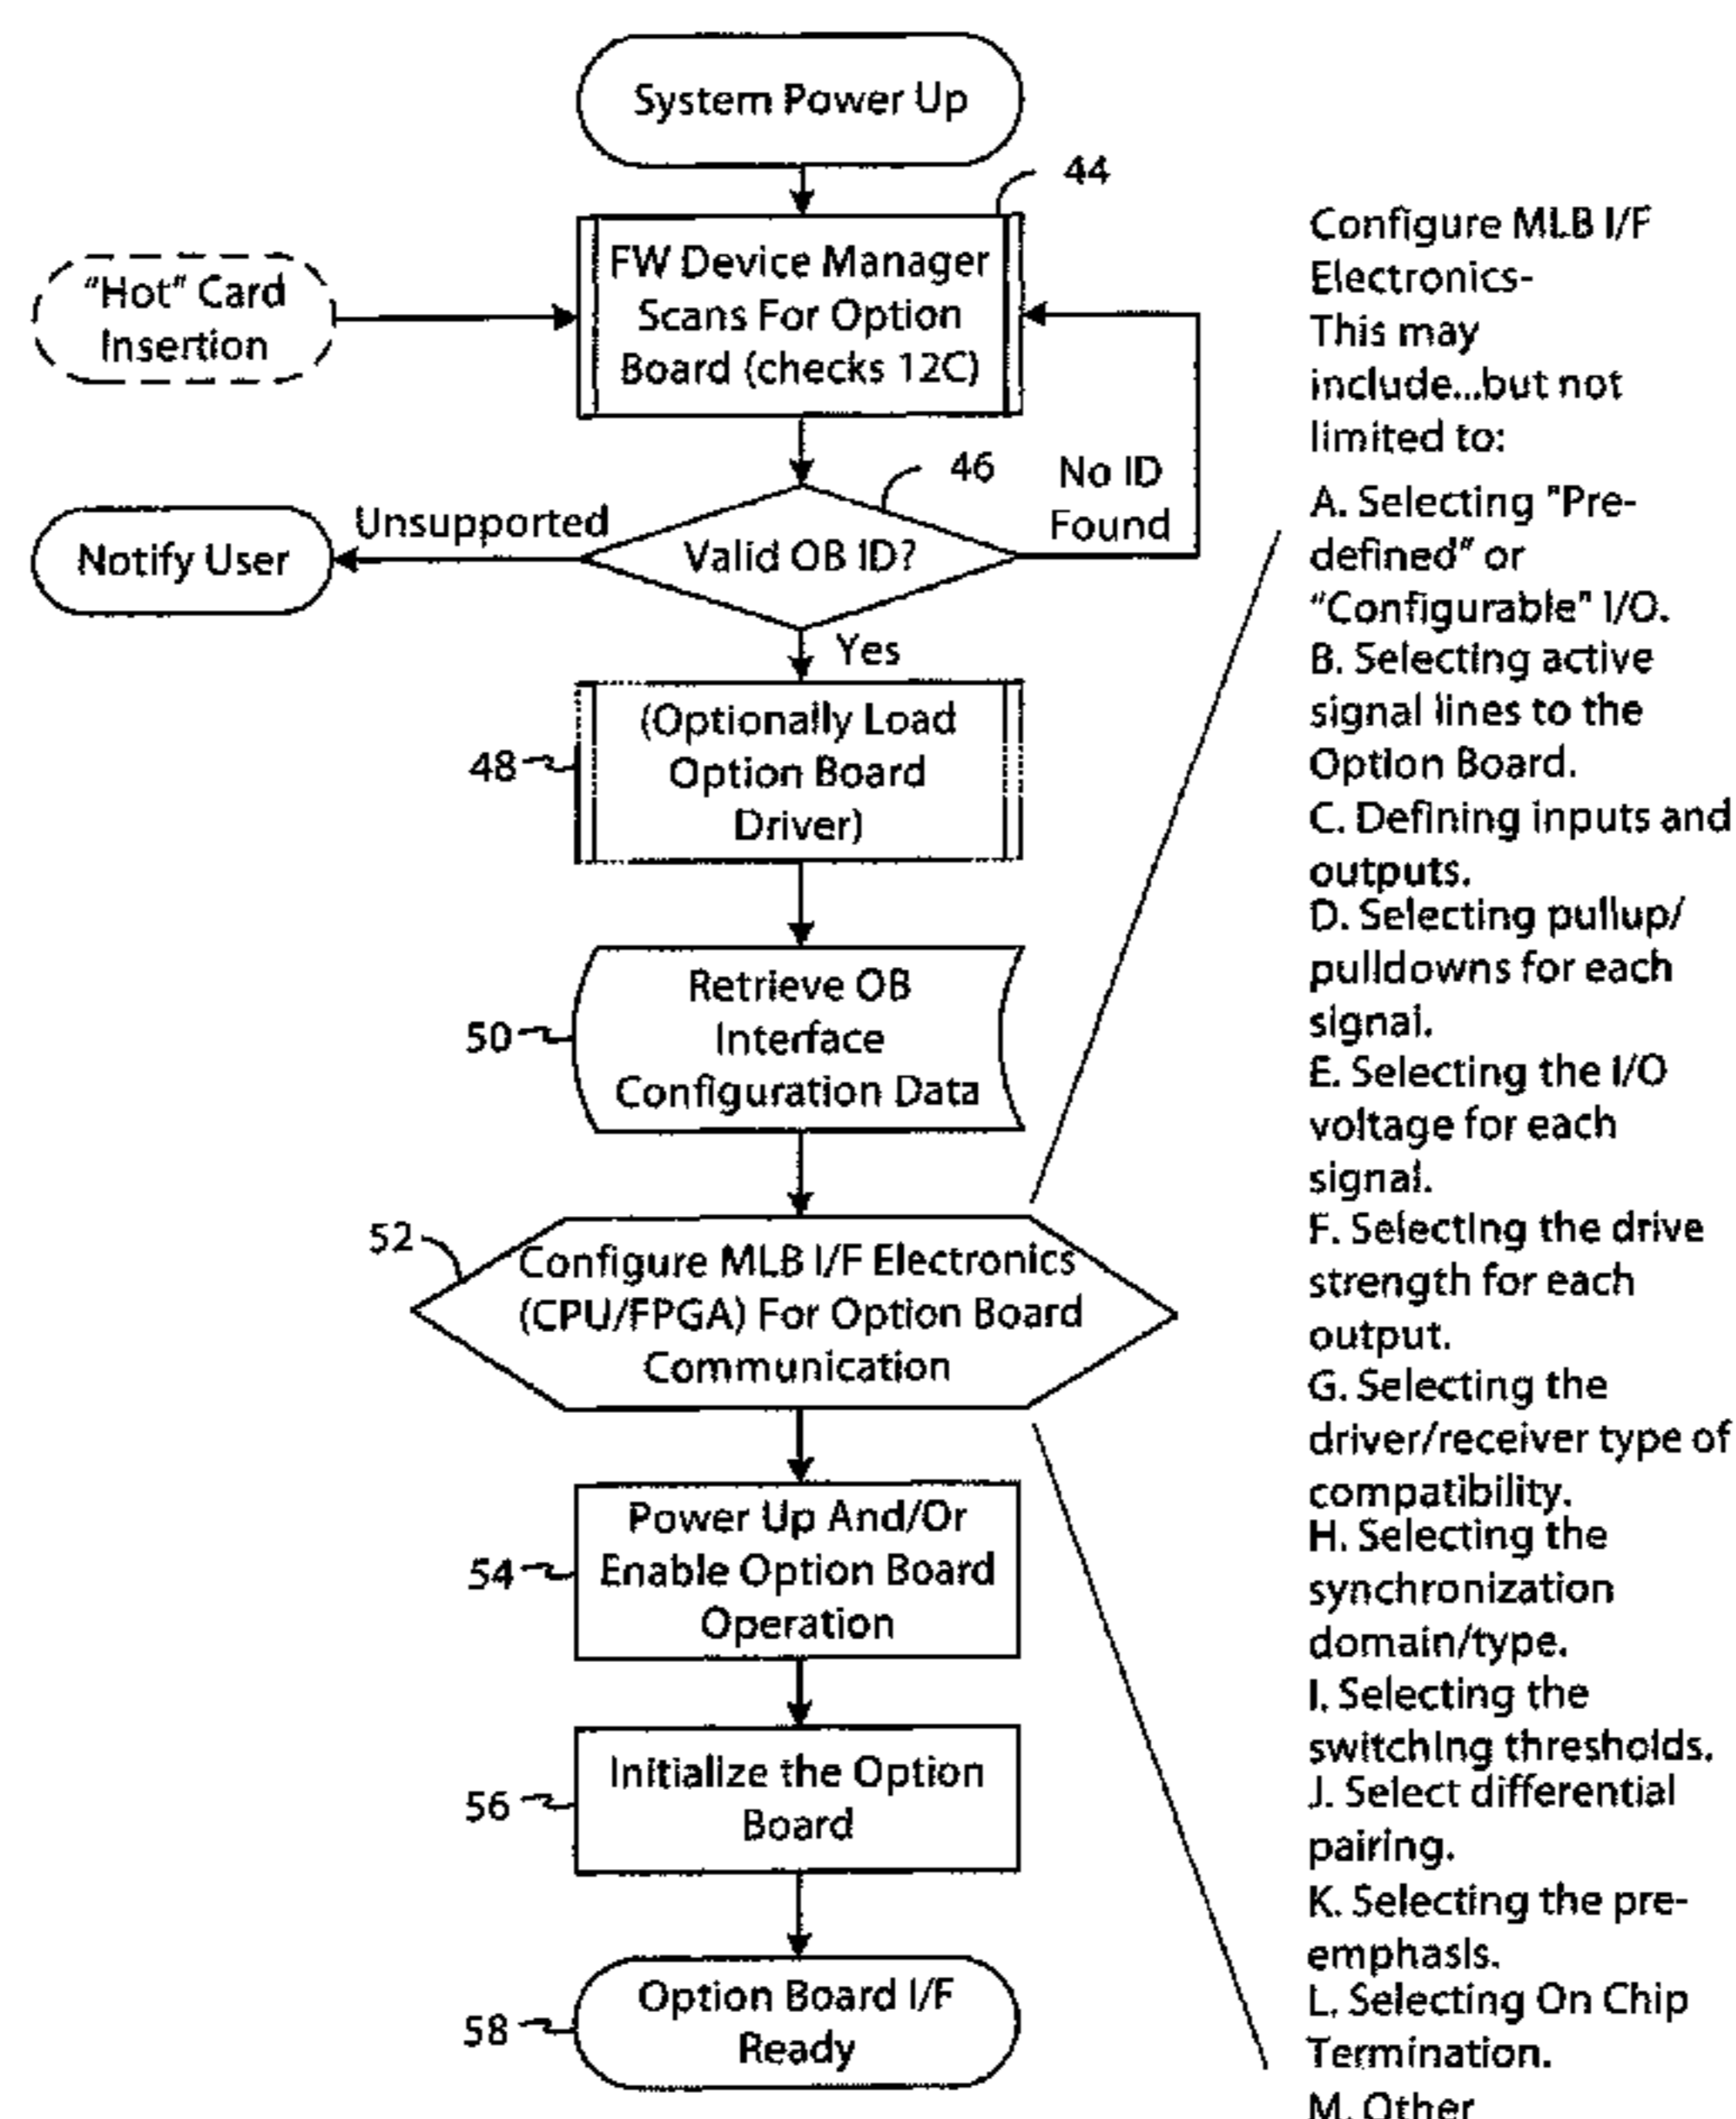 System Power Up
44
FW Device Manager
Scans For Option
Board (checks 12C)
"Hot" Card
Insertion
46
No ID
Found
Unsupported
Notify User
Valid OB ID?
Yes
48
(Optionally Load
Option Board
Driver)
50
Retrieve OB
Interface
Configuration Data
52
Configure MLB I/F Electronics
(CPU/FPGA) For Option Board
Communication
54
Power Up And/Or
Enable Option Board
Operation
56
Initialize the Option
Board
58
Option Board I/F
Ready
Configure MLB I/F
Electronics-
This may
include...but not
limited to:
A. Selecting "Pre-
defined" or
"Configurable" I/O.
B. Selecting active
signal lines to the
Option Board.
C. Defining inputs and
outputs.
D. Selecting pullup/
pulldowns for each
signal.
E. Selecting the I/O
voltage for each
signal.
F. Selecting the drive
strength for each
output.
G. Selecting the
driver/receiver type of
compatibility.
H. Selecting the
synchronization
domain/type.
I. Selecting the
switching thresholds.
J. Select differential
pairing.
K. Selecting the pre-
emphasis.
L. Selecting On Chip
Termination.
M. Other